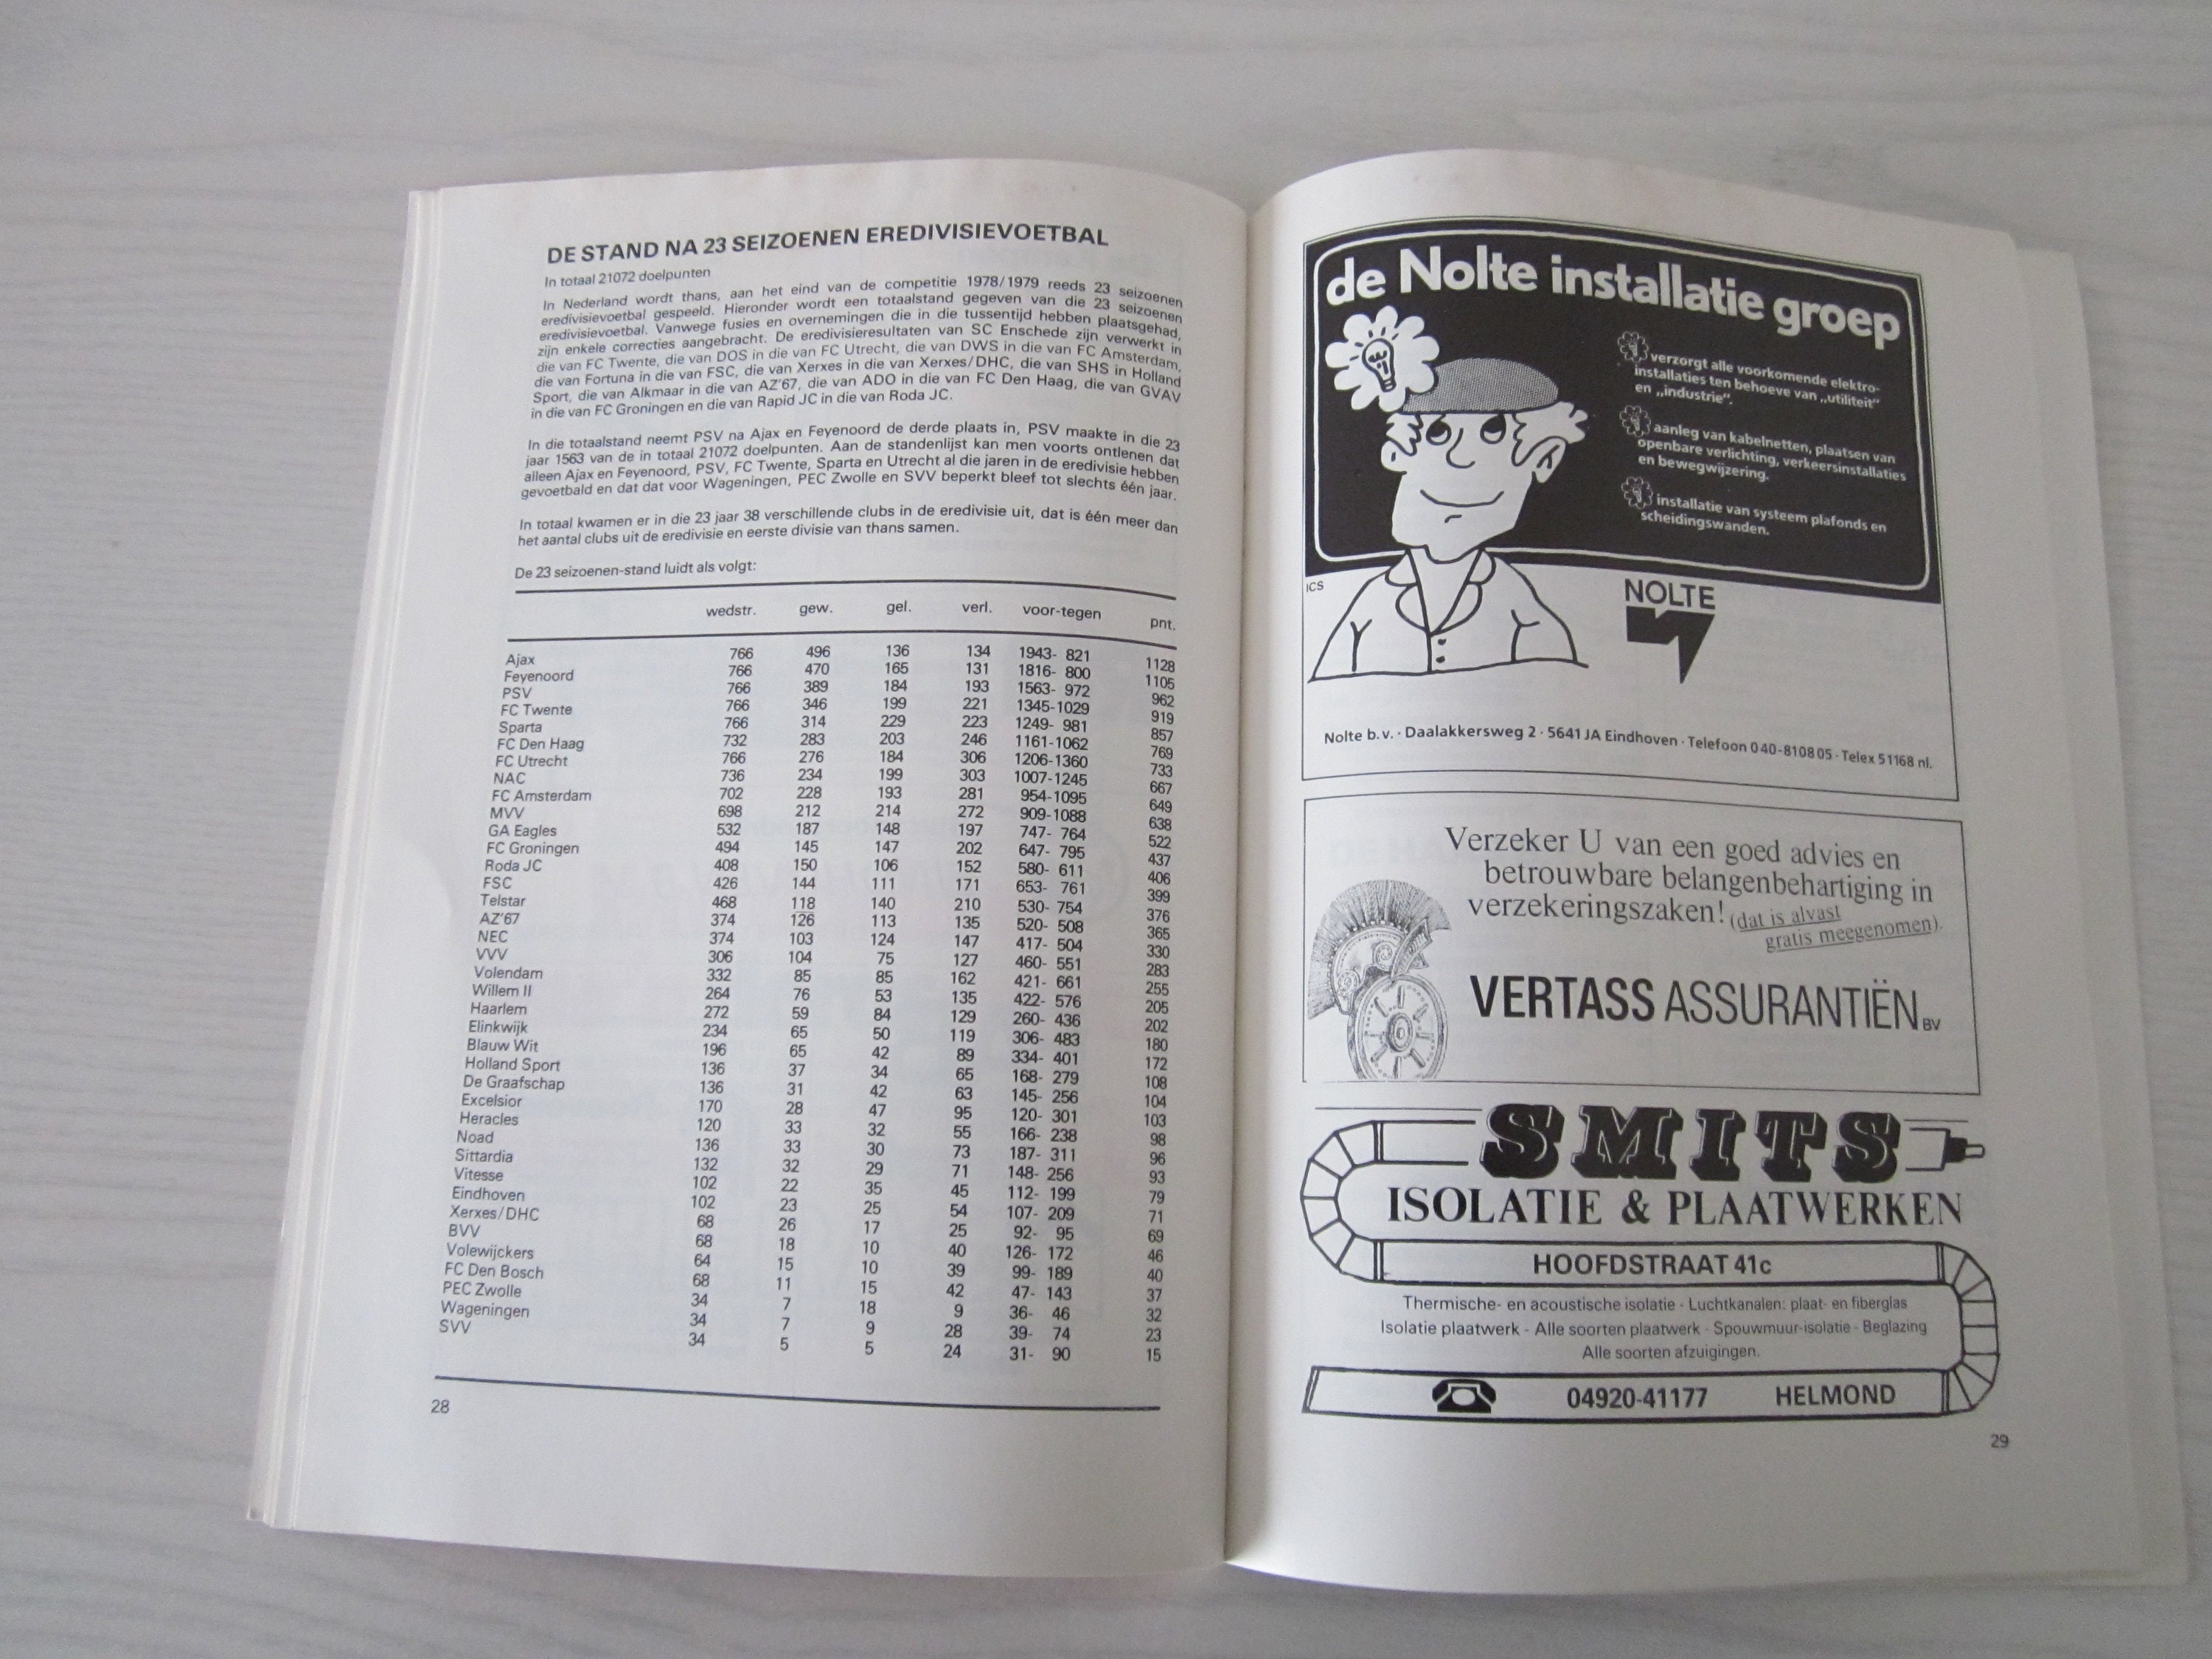 DE STAND NA 23 SEIZOENEN EREDIVISIEVOETBAL
In totaal 21072 doelpunten
In Nederland wordt thans, aan het eind van de competitie 1978/1979 reeds 23 seizoenen
eredivisievoetbal gespeeld. Hieronder wordt een totaalstand gegeven van die 23 seizoenen
eredivisievoetbal. Vanwege fusies en overnemingen die in die tussentijd hebben plaatsgehad,
zijn enkele correcties aangebracht. De eredivisieresultaten van SC Enschede zijn verwerkt in
die van FC Twente, die van DOS in die van FC Utrecht, die van DWS in die van FC Amsterdam,
die van Fortuna in die van FSC, die van Xerxes in die van Xerxes/DHC, die van SHS in Holland
Sport, die van Alkmaar in die van AZ'67, die van ADO in die van FC Den Haag, die van GVAV
in die van FC Groningen en die van Rapid JC in die van Roda JC.
In die totaalstand neemt PSV na Ajax en Feyenoord de derde plaats in, PSV maakte in die 23
jaar 1563 van de in totaal 21072 doelpunten. Aan de standenlijst kan men voorts ontlenen dat
alleen Ajax en Feyenoord, PSV, FC Twente, Sparta en Utrecht al die jaren in de eredivisie hebben
gevoetbald en dat dat voor Wageningen, PEC Zwolle en SVV beperkt bleef tot slechts één jaar.
In totaal kwamen er in die 23 jaar 38 verschillende clubs in de eredivisie uit, dat is één meer dan
het aantal clubs uit de eredivisie en eerste divisie van thans samen.
De 23 seizoenen-stand luidt als volgt:
wedstr. gew. gel. verl. voor-tegen pnt.
Ajax 766 496 136 134 1943- 821 1128
Feyenoord 766 470 165 131 1816- 800 1105
PSV 766 389 184 193 1563- 972 962
FC Twente 766 346 199 221 1345-1029 919
Sparta 766 314 229 223 1249- 981 857
FC Den Haag 732 283 203 246 1161-1062 769
FC Utrecht 766 276 184 306 1206-1360 733
NAC 736 234 199 303 1007-1245 667
FC Amsterdam 702 228 193 281 954-1095 649
MVV 698 212 214 272 909-1088 638
GA Eagles 532 187 148 197 747- 764 522
FC Groningen 494 145 147 202 647- 795 437
Roda JC 408 150 106 152 580- 611 406
FSC 426 144 111 171 653- 761 399
Telstar 468 118 140 210 530- 754 376
AZ'67 374 126 113 135 520- 508 365
NEC 374 103 124 147 417- 504 330
VVV 306 104 75 127 460- 551 283
Volendam 332 85 85 162 421- 661 255
Willem II 264 76 53 135 422- 576 205
Haarlem 272 59 84 129 260- 436 202
Elinkwijk 234 65 50 119 306- 483 180
Blauw Wit 196 65 42 89 334- 401 172
Holland Sport 136 37 34 65 168- 279 108
De Graafschap 136 31 42 63 145- 256 104
Excelsior 170 28 47 95 120- 301 103
Heracles 120 33 32 55 166- 238 98
Noad 136 33 30 73 187- 311 96
Sittardia 132 32 29 71 148- 256 93
Vitesse 102 22 35 45 112- 199 79
Eindhoven 102 23 25 54 107- 209 71
Xerxes/DHC 68 26 17 25 92- 95 69
BVV 68 18 10 40 126- 172 46
Volewijckers 64 15 10 39 99- 189 40
FC Den Bosch 68 11 15 42 47- 143 37
PEC Zwolle 34 7 18 9 36- 46 32
Wageningen 34 7 9 28 39- 74 23
SVV 34 5 5 24 31- 90 15
28
de Nolte installatie groep
verzorgt alle voorkomende elektro-
installaties ten behoeve van „utiliteit"
en „industrie".
aanleg van kabelnetten, plaatsen van
openbare verlichting, verkeersinstallaties
en bewegwijzering.
installatie van systeem plafonds en
scheidingswanden.
ICS
NOLTE
Nolte b.v. · Daalakkersweg 2 · 5641 JA Eindhoven · Telefoon 040-810805 · Telex 51168 nl.
Verzeker U van een goed advies en
betrouwbare belangenbehartiging in
verzekeringszaken! (dat is alvast
gratis meegenomen).
VERTASS ASSURANTIËN BV
SMITS
ISOLATIE & PLAATWERKEN
HOOFDSTRAAT 41c
Thermische- en acoustische isolatie - Luchtkanalen: plaat- en fiberglas
Isolatie plaatwerk - Alle soorten plaatwerk - Spouwmuur-isolatie - Beglazing
Alle soorten afzuigingen.
04920-41177 HELMOND
29